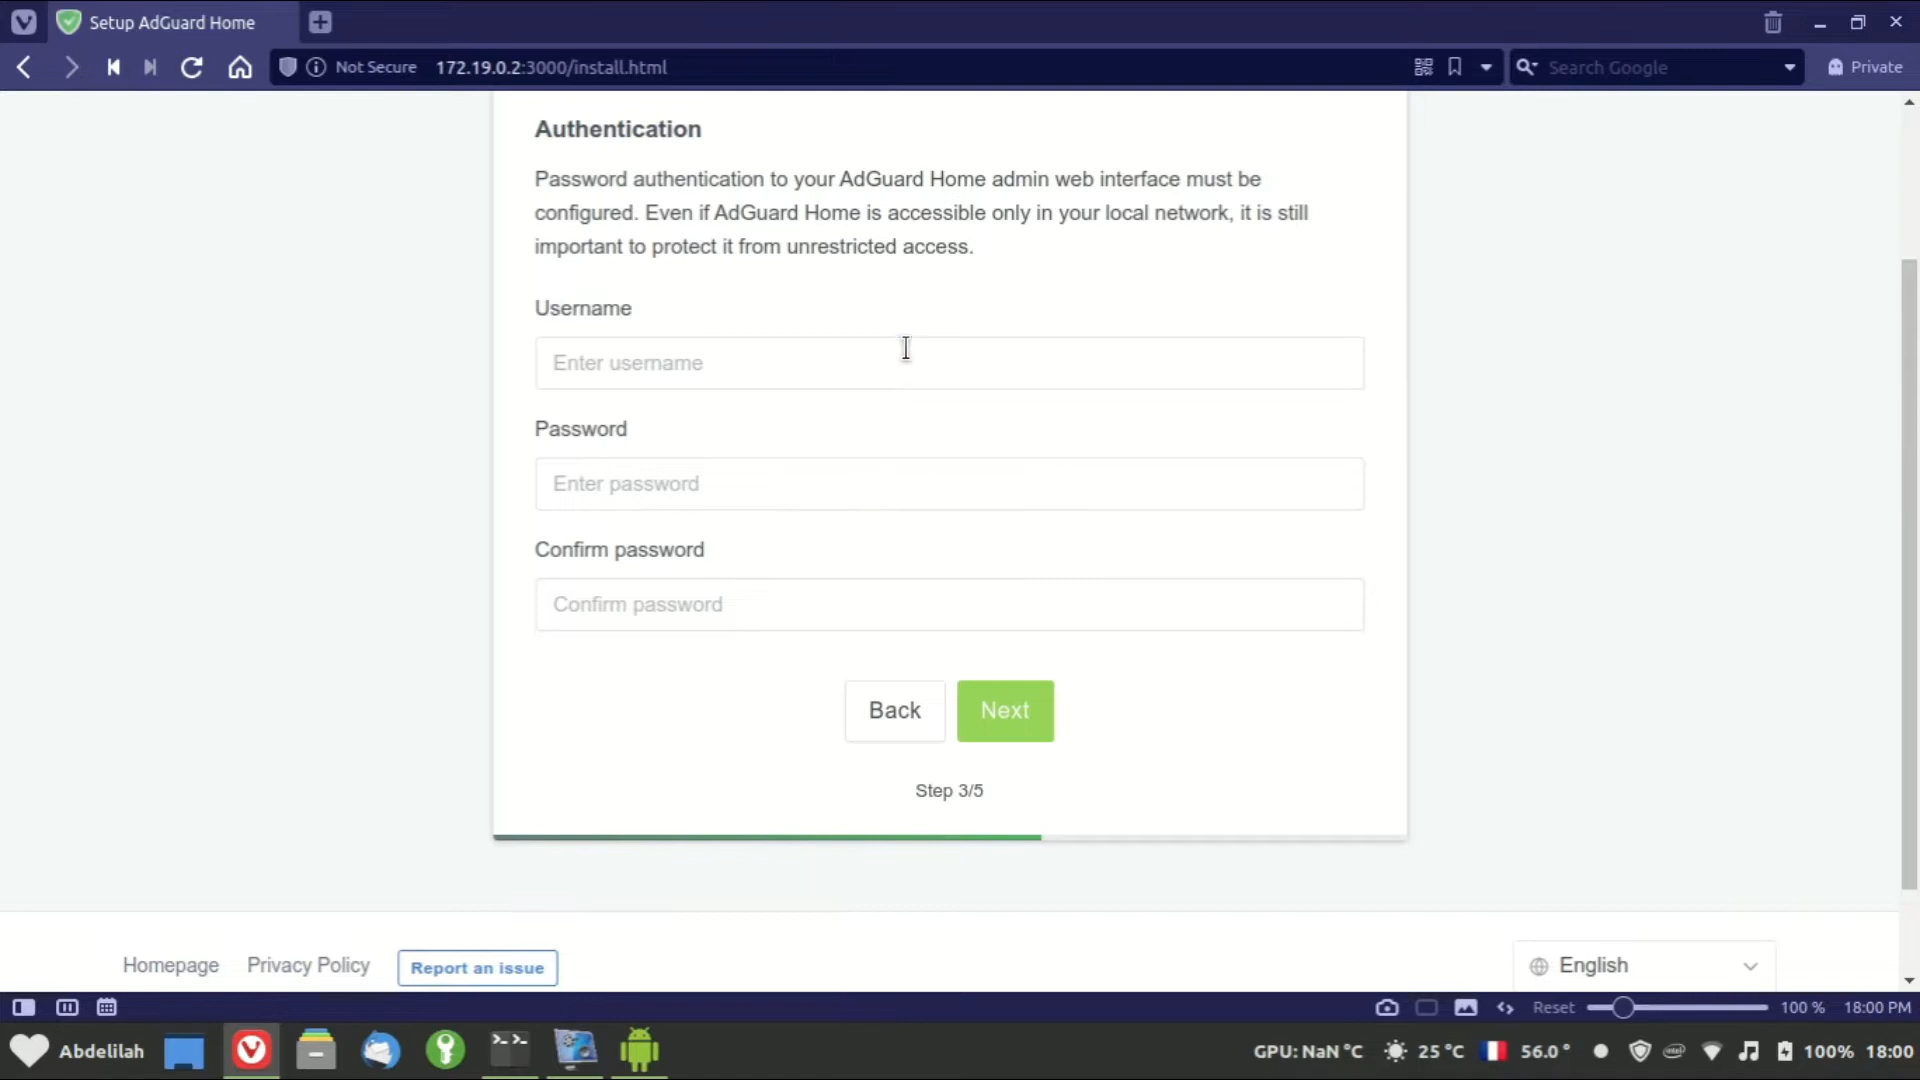 Setup AdGuard Home
Not Secure 172.19.0.2:3000/install.html
Search Google
Private
Authentication
Password authentication to your AdGuard Home admin web interface must be
configured. Even if AdGuard Home is accessible only in your local network, it is still
important to protect it from unrestricted access.
Username
Enter username
Password
Enter password
Confirm password
Confirm password
Back
Next
Step 3/5
Homepage
Privacy Policy
Report an issue
English
Reset
100 %
18:00 PM
Abdelilah
GPU: NaN °C
25 °C
56.0 °
intel
100%
18:00